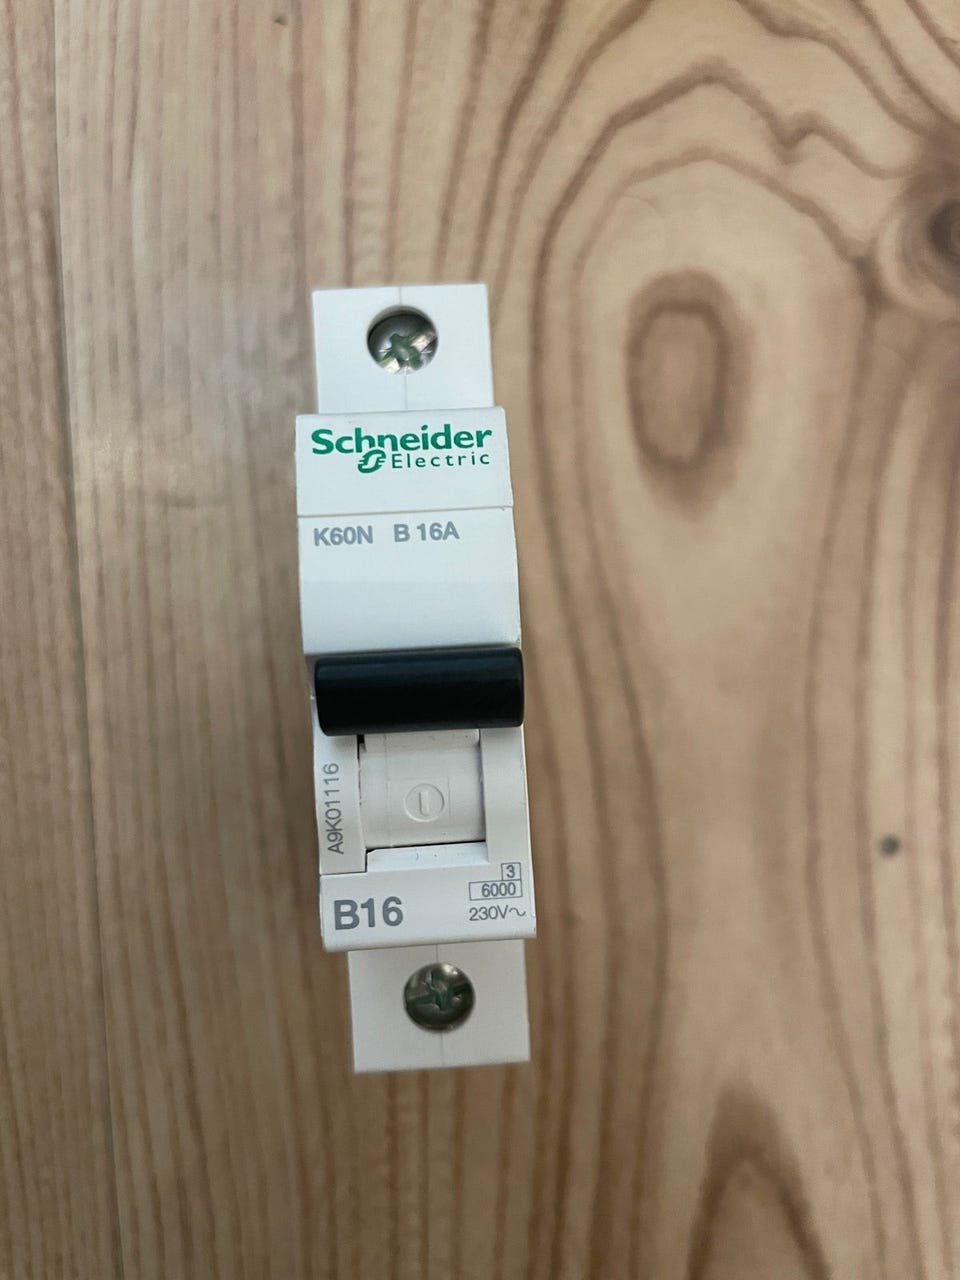 Schneider
Electric
K60N B 16A
A9K01116
I
3
6000
B16
230V~